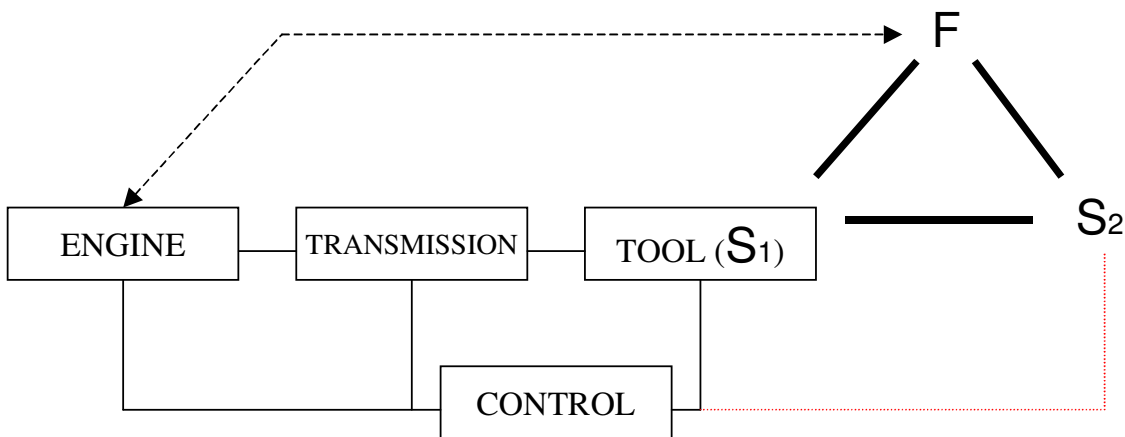 F
ENGINE
TRANSMISSION
TOOL (S1)
S2
CONTROL